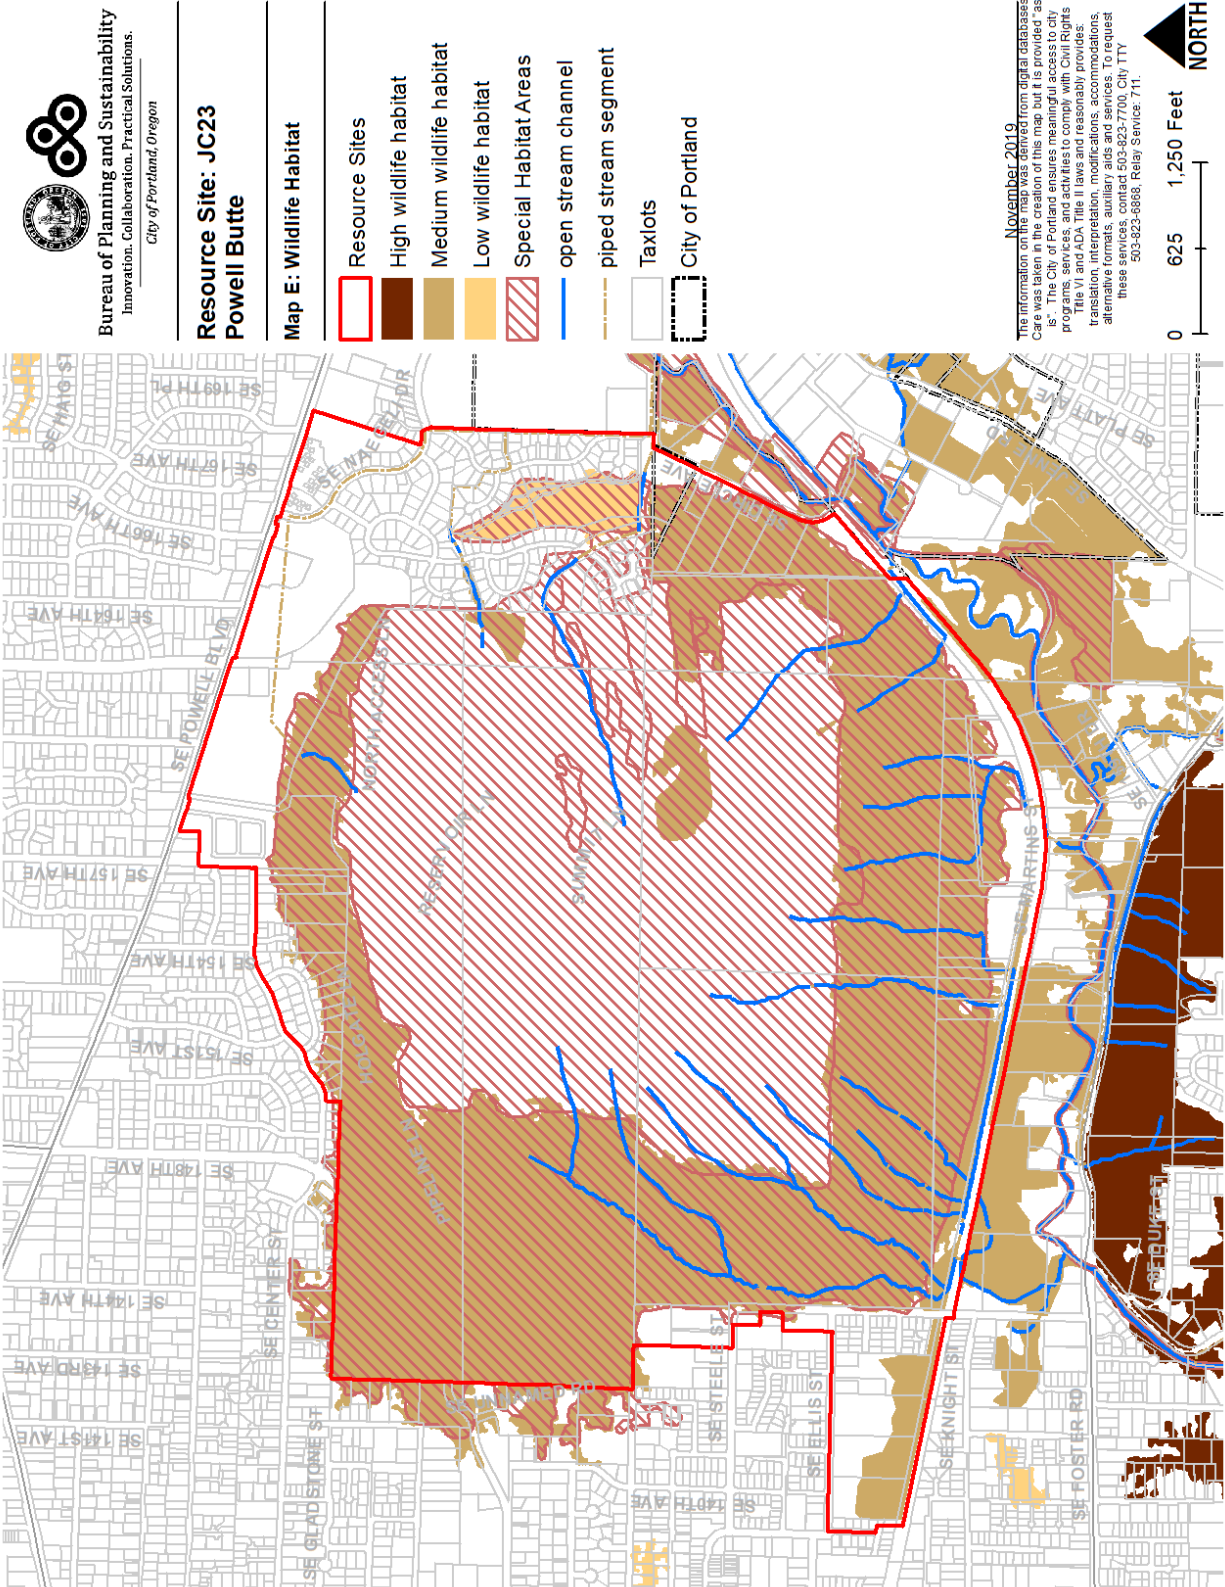 Bureau of Planning and Sustainability
Innovation. Collaboration. Practical Solutions.
City of Portland, Oregon
Resource Site: JC23
Powell Butte
Map E: Wildlife Habitat
Resource Sites
High wildlife habitat
Medium wildlife habitat
Low wildlife habitat
Special Habitat Areas
open stream channel
piped stream segment
Taxlots
City of Portland
November 2019
The information on the map was derived from digital databases
care was taken in the creation of this map but it is provided "as
is". The City of Portland ensures meaningful access to city
programs, services, and activities to comply with Civil Rights
Title VI and ADA Title II laws and reasonably provides:
translation, interpretation, modifications, accommodations,
alternative formats, auxiliary aids and services. To request
these services, contact 503-823-7700, City TTY
503-823-6868, Relay Service: 711.
0 625 1,250 Feet
NORTH
SE 169TH PL
SE 167TH AVE
SE 166TH AVE
SE 164TH AVE
SE 157TH AVE
SE 154TH AVE
SE 151ST AVE
SE 148TH AVE
SE 144TH AVE
SE 143RD AVE
SE 141ST AVE
SE 140TH AVE
SE POWELL BLVD
SE NAEGELI DR
NORTH ACCESS LN
SE CENTER ST
SE GLADSTONE ST
SE STEELE ST
SE ELLIS ST
SE KNIGHT ST
SE FOSTER RD
SE DUKE ST
SE MARTINS ST
SE PLATT AVE